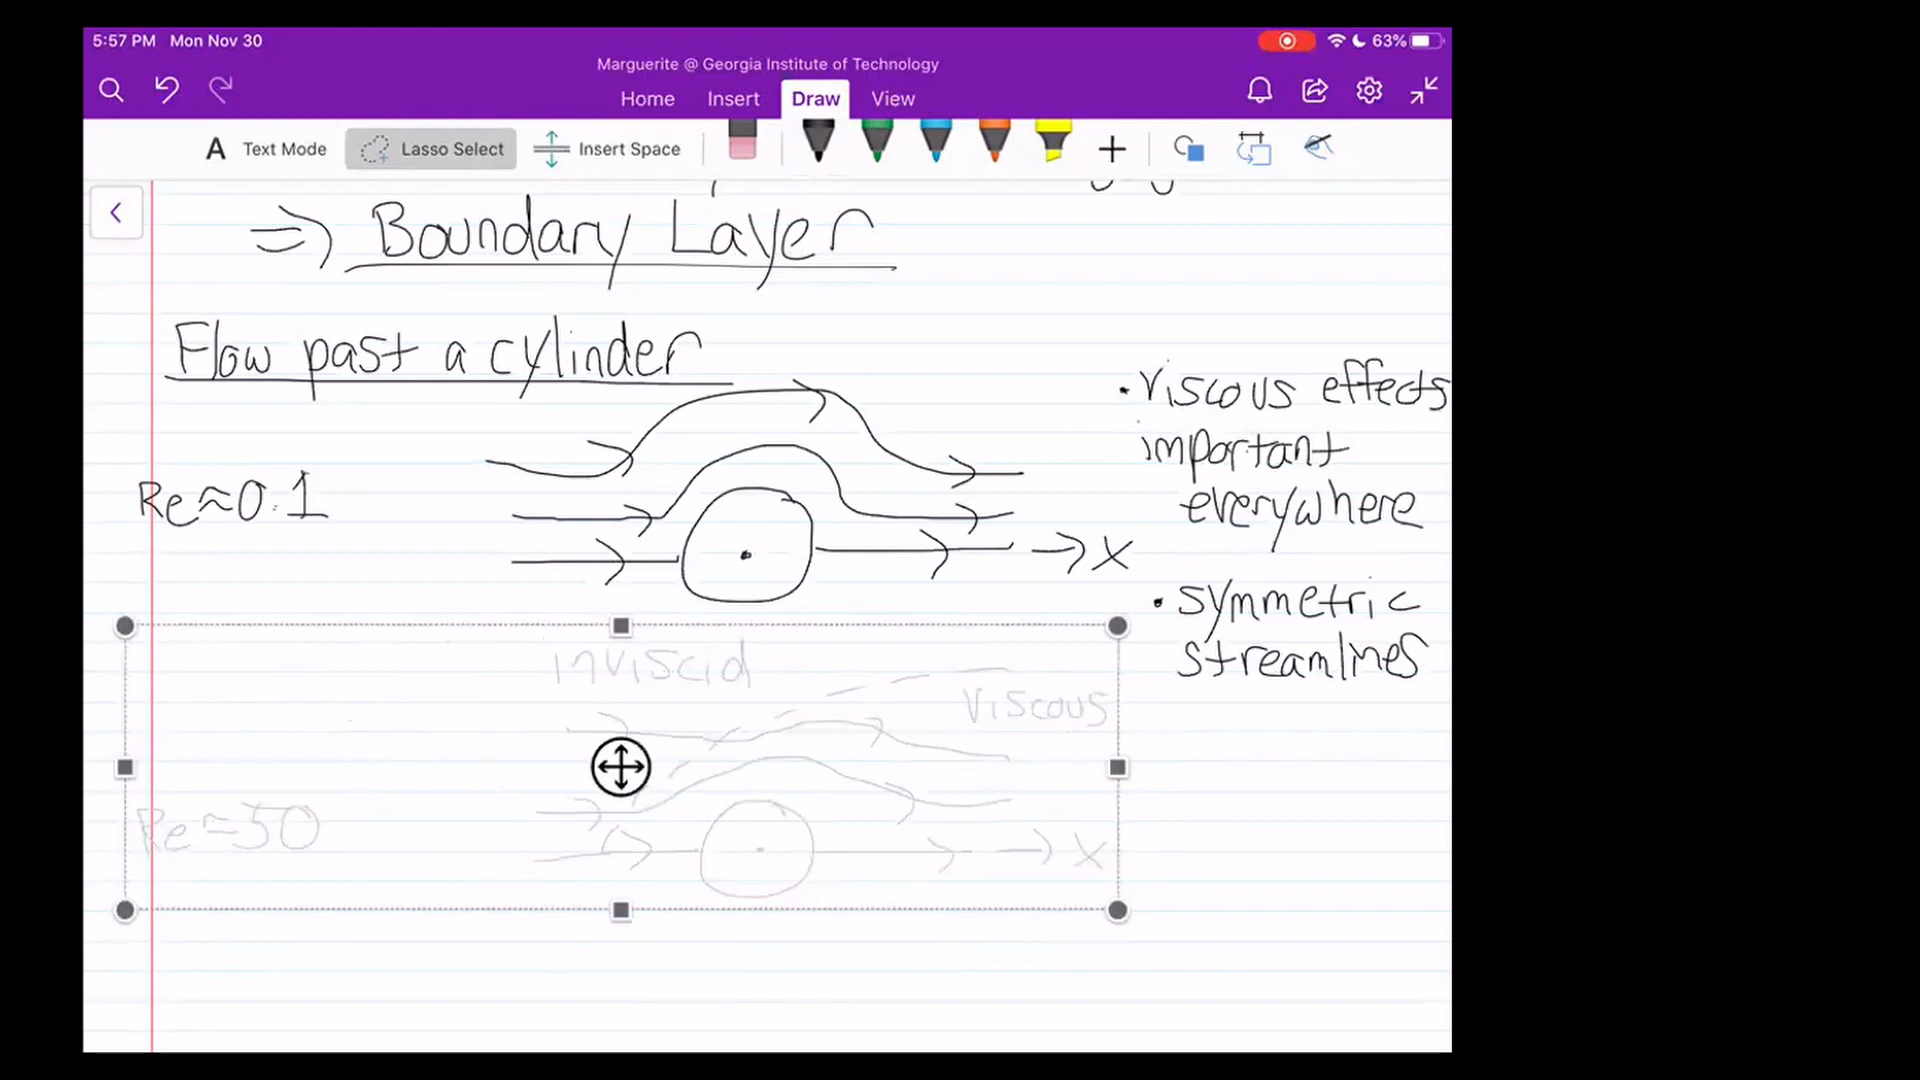 5:57 PM Mon Nov 30
63%
Marguerite @ Georgia Institute of Technology
Home Insert Draw View
A Text Mode Lasso Select Insert Space
=> Boundary Layer
Flow past a cylinder
• viscous effects
important
everywhere
Re≈0.1
→ x
• symmetric
streamlines
inviscid
viscous
Re≈50
→ x